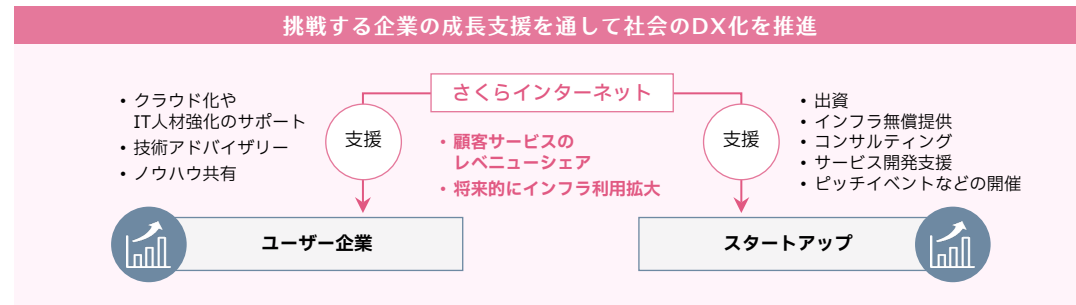 挑戦する企業の成長支援を通して社会のDX化を推進
さくらインターネット
• クラウド化や
IT人材強化のサポート
• 技術アドバイザリー
• ノウハウ共有
支援
• 顧客サービスの
レベニューシェア
• 将来的にインフラ利用拡大
支援
• 出資
• インフラ無償提供
• コンサルティング
• サービス開発支援
• ピッチイベントなどの開催
ユーザー企業
スタートアップ